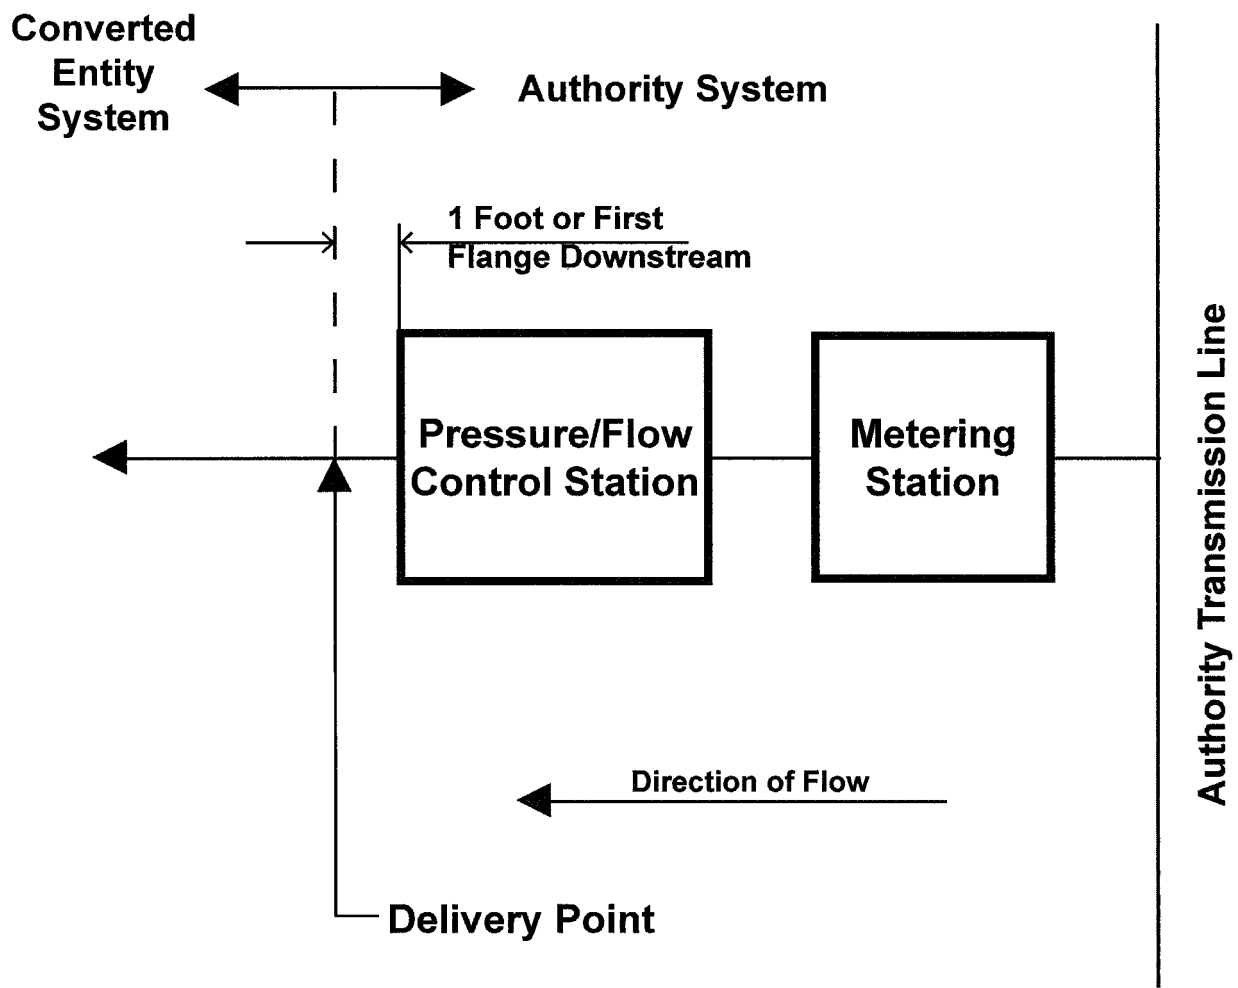 Converted
Entity
System
Authority System
1 Foot or First
Flange Downstream
Pressure/Flow
Control Station
Metering
Station
Authority Transmission Line
Direction of Flow
Delivery Point